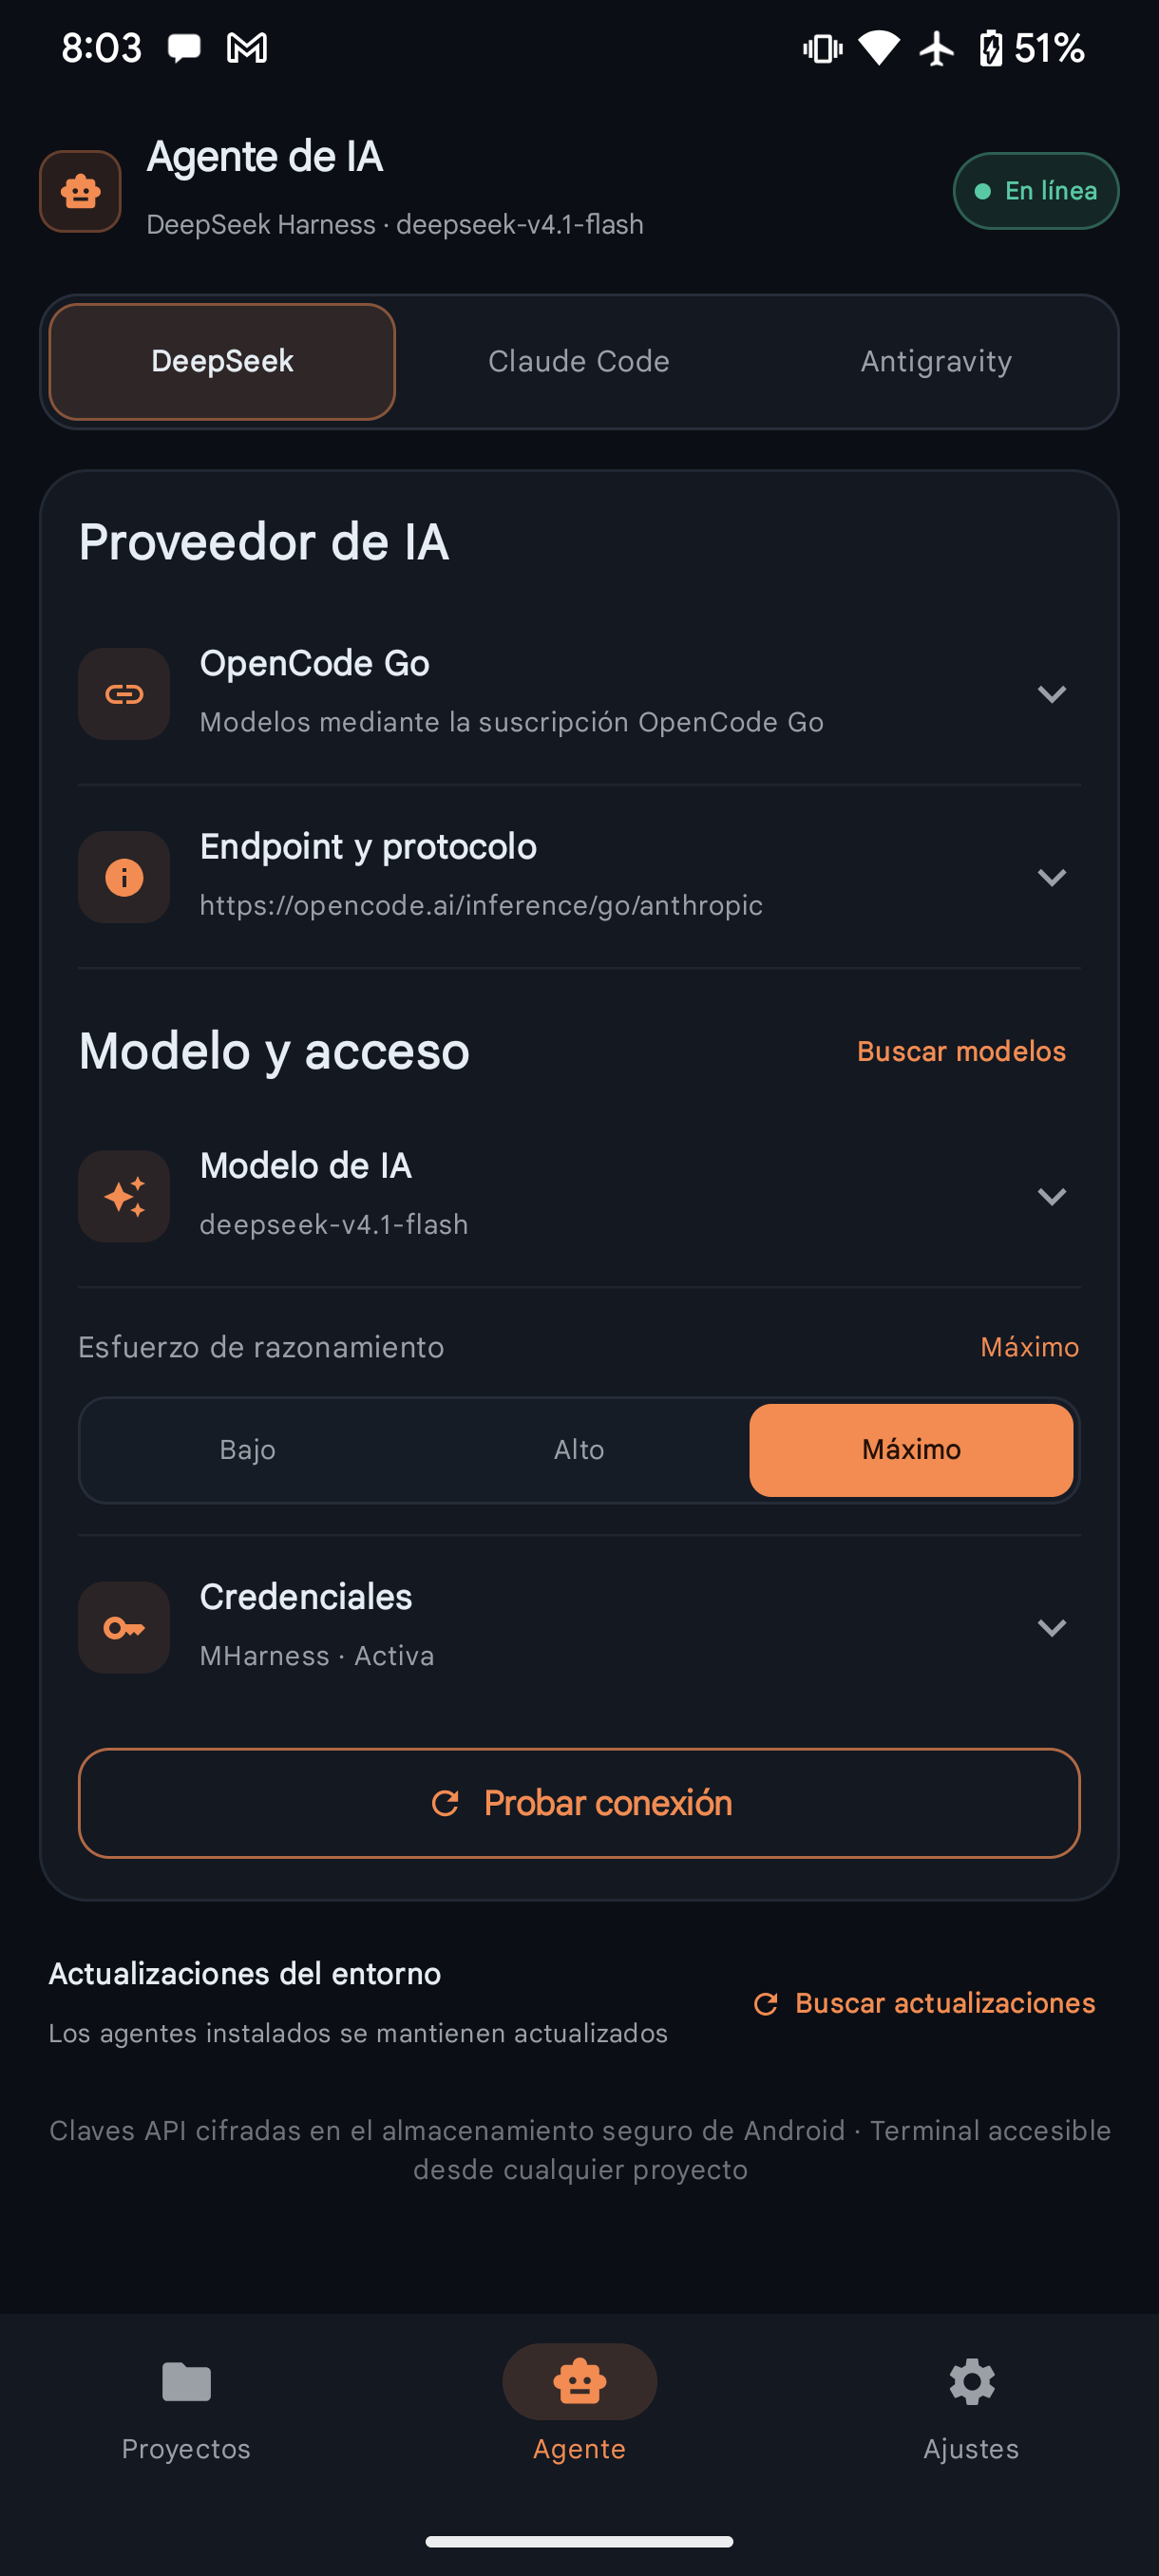 8:03
51%
Agente de IA
DeepSeek Harness · deepseek-v4.1-flash
En línea
DeepSeek
Claude Code
Antigravity
Proveedor de IA
OpenCode Go
Modelos mediante la suscripción OpenCode Go
Endpoint y protocolo
https://opencode.ai/inference/go/anthropic
Modelo y acceso
Buscar modelos
Modelo de IA
deepseek-v4.1-flash
Esfuerzo de razonamiento
Máximo
Bajo
Alto
Máximo
Credenciales
MHarness · Activa
Probar conexión
Actualizaciones del entorno
Los agentes instalados se mantienen actualizados
Buscar actualizaciones
Claves API cifradas en el almacenamiento seguro de Android · Terminal accesible
desde cualquier proyecto
Proyectos
Agente
Ajustes